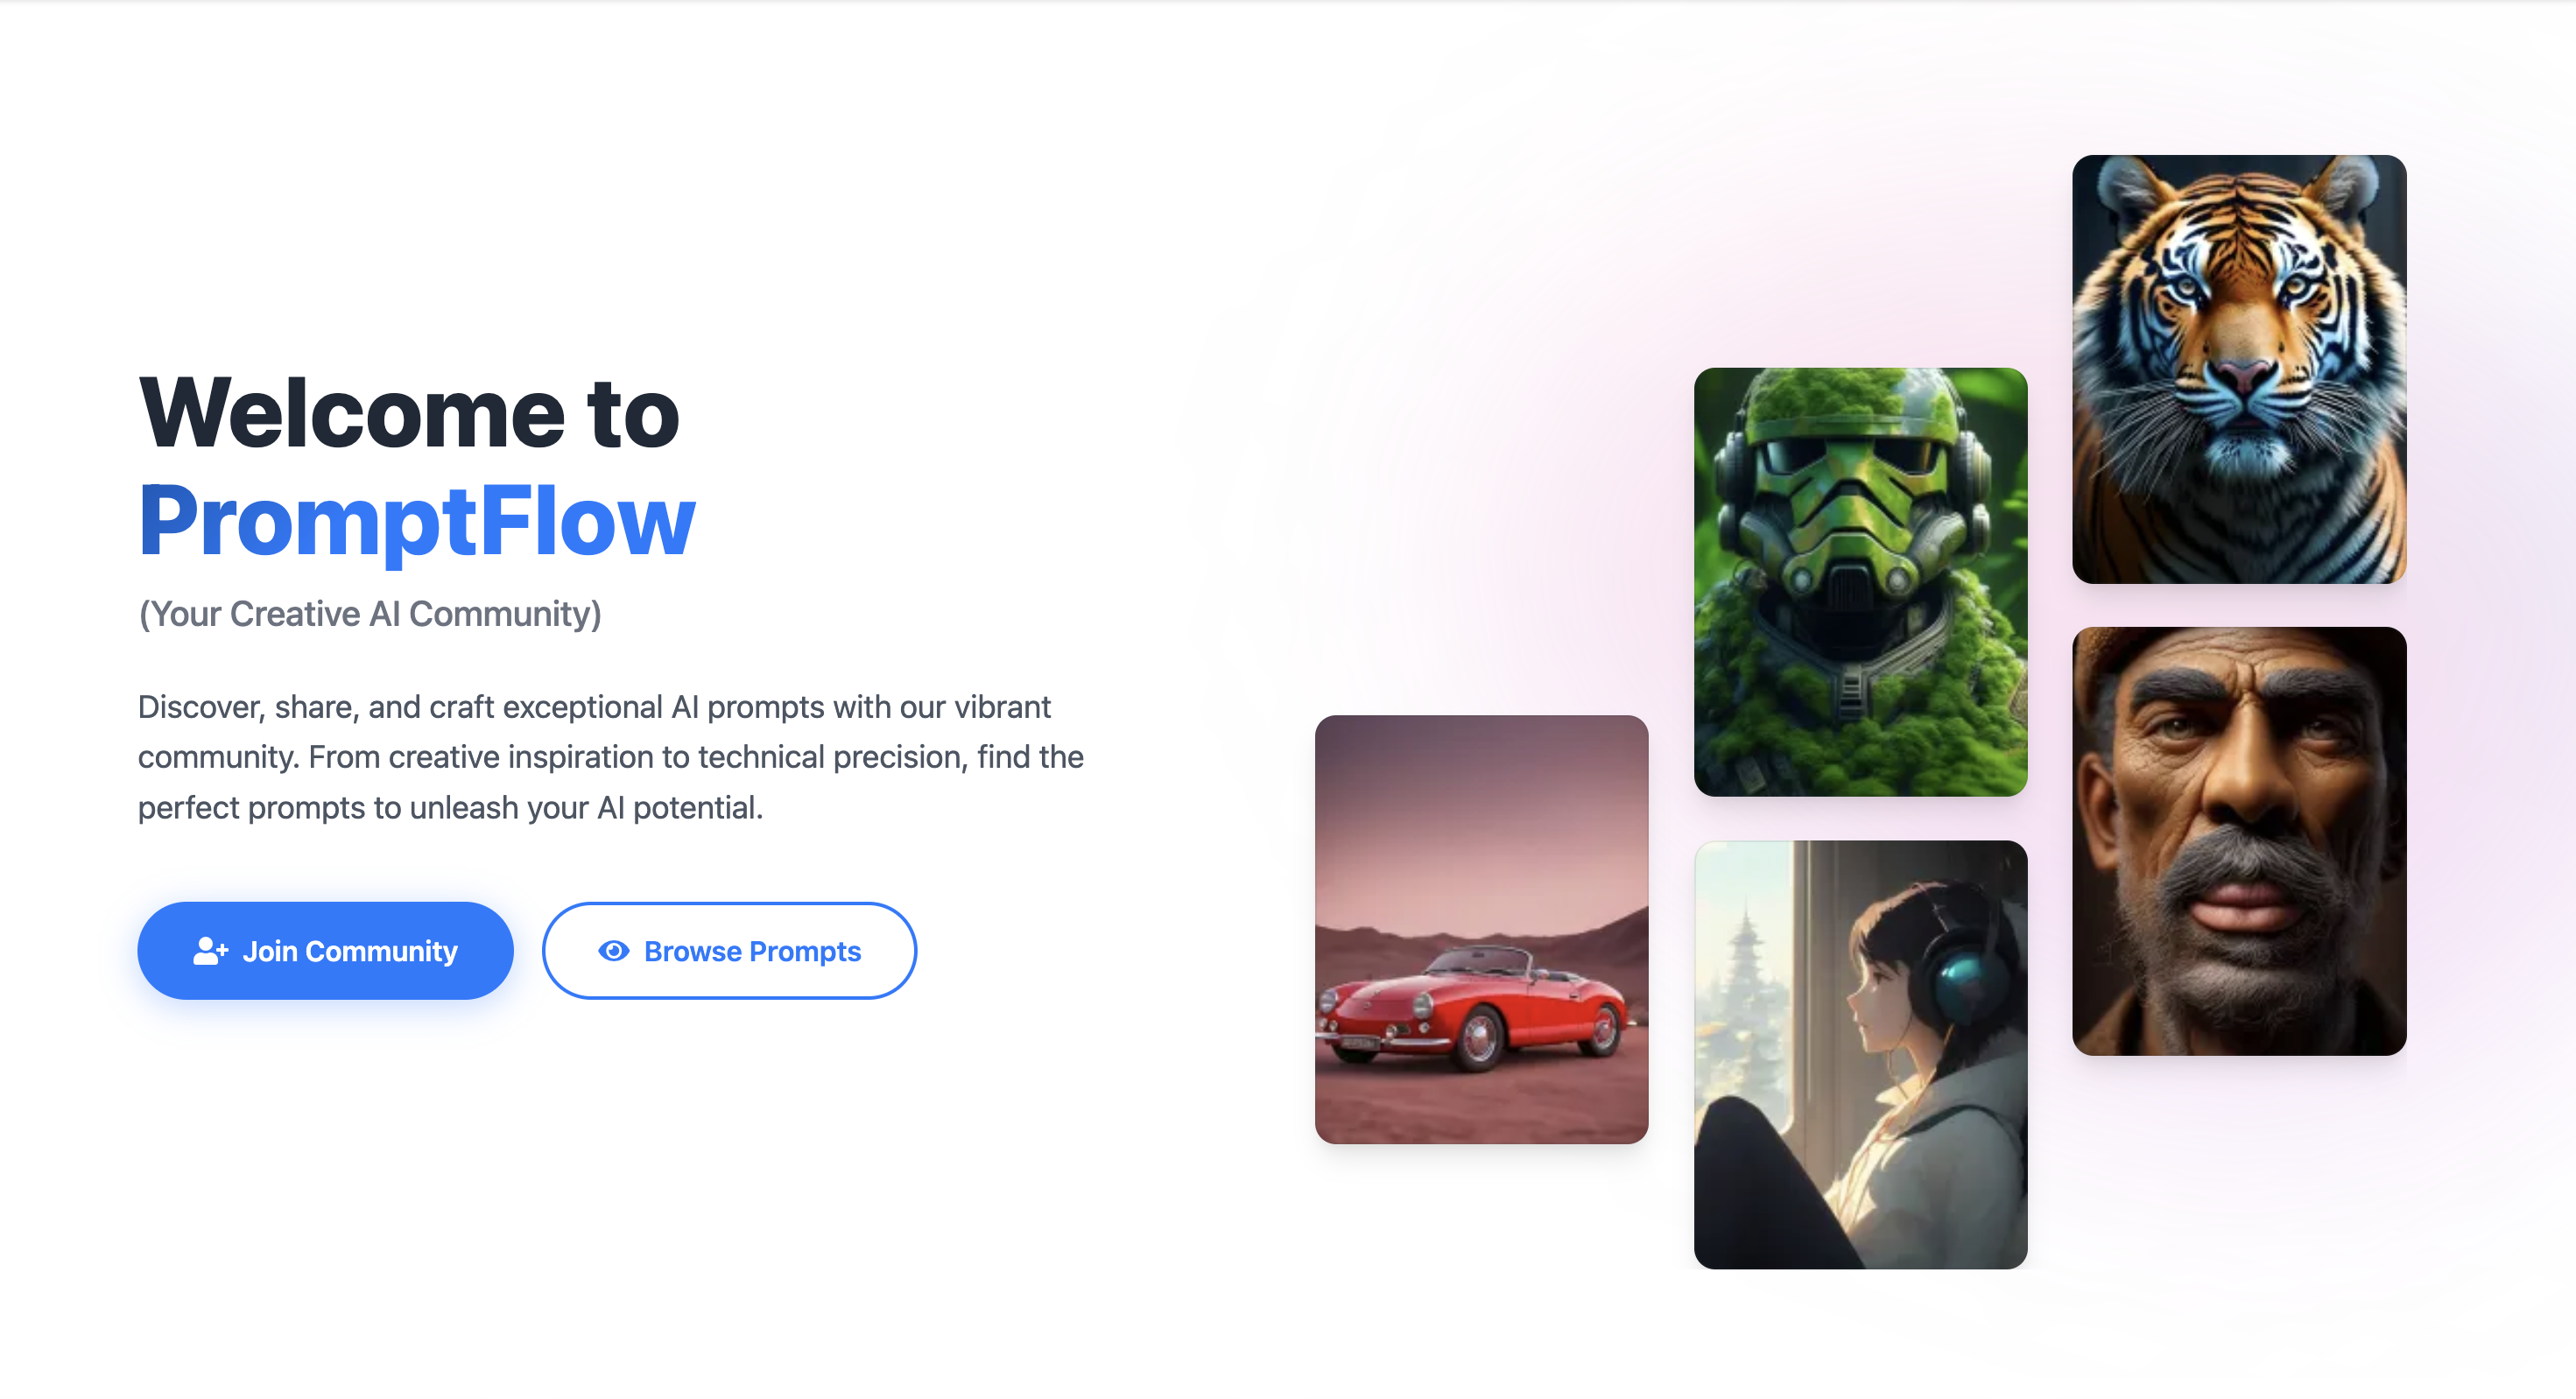 Welcome to
PromptFlow
(Your Creative AI Community)
Discover, share, and craft exceptional AI prompts with our vibrant
community. From creative inspiration to technical precision, find the
perfect prompts to unleash your AI potential.
Join Community
Browse Prompts